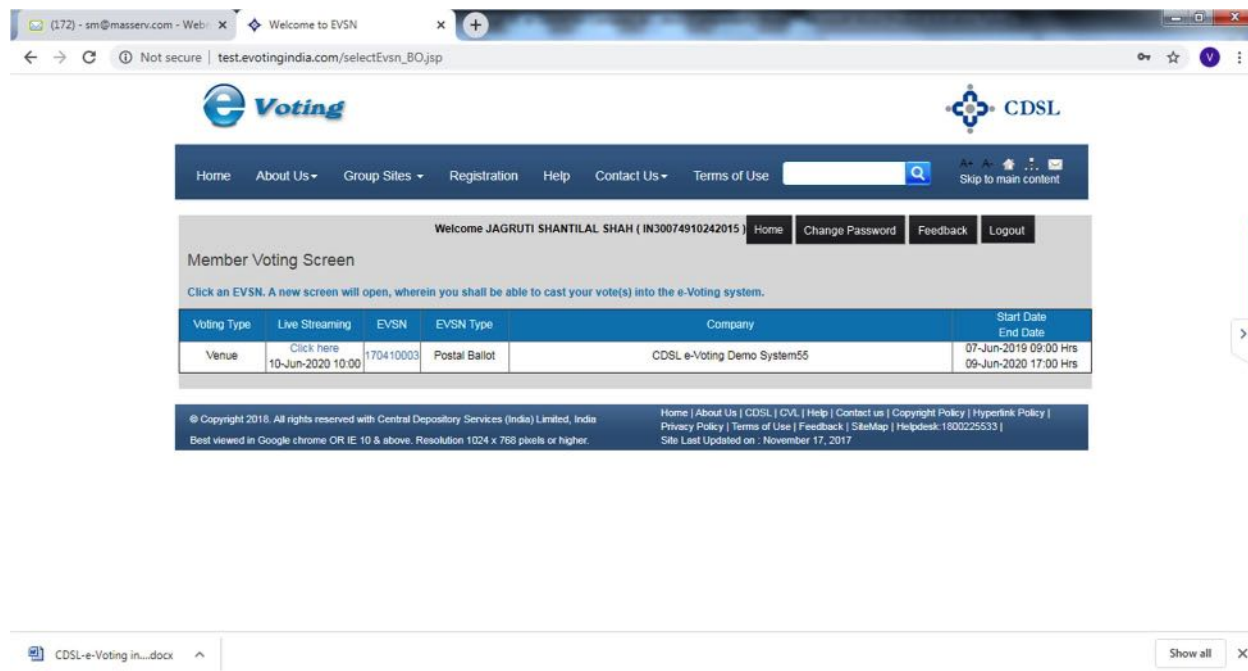 (172) - sm@masserv.com - Web
Welcome to EVSN
Not secure | test.evotingindia.com/selectEvsn_BO.jsp
V
e Voting
CDSL
Home About Us Group Sites Registration Help Contact Us Terms of Use
A+ A-
Skip to main content
Welcome JAGRUTI SHANTILAL SHAH ( IN30074910242015 ) Home Change Password Feedback Logout
Member Voting Screen
Click an EVSN. A new screen will open, wherein you shall be able to cast your vote(s) into the e-Voting system.
Voting Type Live Streaming EVSN EVSN Type Company Start Date
End Date
Venue Click here 170410003 Postal Ballot CDSL e-Voting Demo System55 07-Jun-2019 09:00 Hrs
10-Jun-2020 10:00 09-Jun-2020 17:00 Hrs
© Copyright 2018. All rights reserved with Central Depository Services (India) Limited, India
Best viewed in Google chrome OR IE 10 & above. Resolution 1024 x 768 pixels or higher.
Home | About Us | CDSL | CVL | Help | Contact us | Copyright Policy | Hyperlink Policy |
Privacy Policy | Terms of Use | Feedback | SiteMap | Helpdesk:1800225533 |
Site Last Updated on : November 17, 2017
CDSL-e-Voting in....docx
Show all